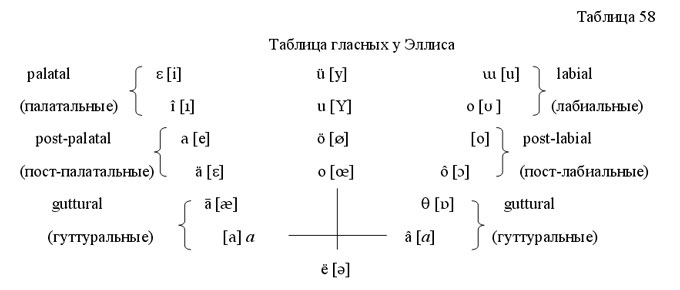 Таблица 58
Таблица гласных у Эллиса
palatal ε [i] ü [y] ɯ [u] labial
(палатальные) î [ı] u [Y] o [ʋ ] (лабиальные)
post-palatal a [e] ö [ø] [o] post-labial
(пост-палатальные) ä [ε] o [œ] ô [ɔ] (пост-лабиальные)
guttural ā [æ] θ [ɒ] guttural
(гуттуральные) [a] a â [a] (гуттуральные)
ë [ə]